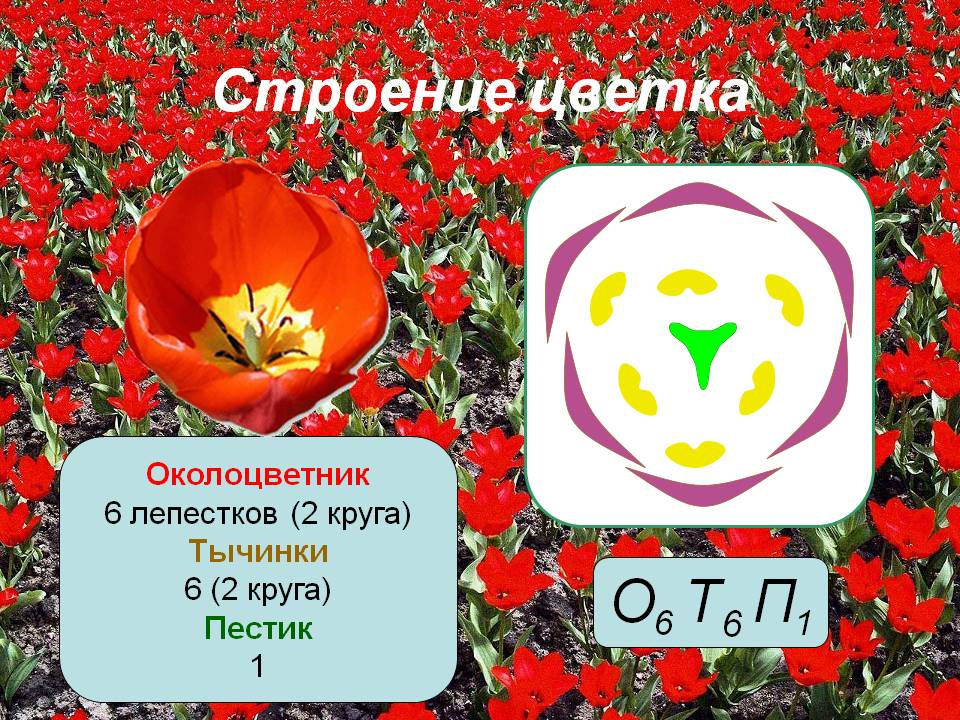 Строение цветка
Околоцветник
6 лепестков (2 круга)
Тычинки
6 (2 круга)
Пестик
1
О₆ Т₆ П₁